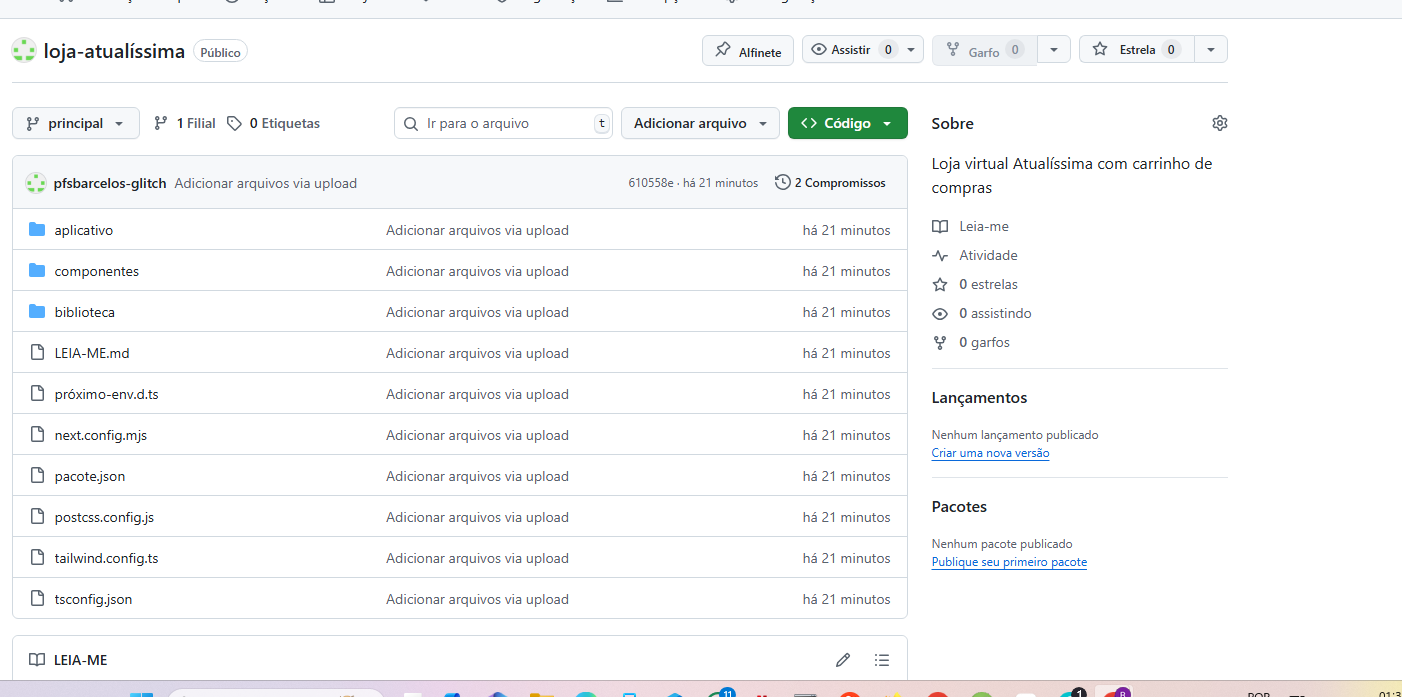 loja-atualíssima Público
Alfinete Assistir 0 Garfo 0 Estrela 0
principal 1 Filial 0 Etiquetas Ir para o arquivo t Adicionar arquivo Código
pfsbarcelos-glitch Adicionar arquivos via upload 610558e · há 21 minutos 2 Compromissos
aplicativo Adicionar arquivos via upload há 21 minutos
componentes Adicionar arquivos via upload há 21 minutos
biblioteca Adicionar arquivos via upload há 21 minutos
LEIA-ME.md Adicionar arquivos via upload há 21 minutos
próximo-env.d.ts Adicionar arquivos via upload há 21 minutos
next.config.mjs Adicionar arquivos via upload há 21 minutos
pacote.json Adicionar arquivos via upload há 21 minutos
postcss.config.js Adicionar arquivos via upload há 21 minutos
tailwind.config.ts Adicionar arquivos via upload há 21 minutos
tsconfig.json Adicionar arquivos via upload há 21 minutos
LEIA-ME
Sobre
Loja virtual Atualíssima com carrinho de
compras
Leia-me
Atividade
0 estrelas
0 assistindo
0 garfos
Lançamentos
Nenhum lançamento publicado
Criar uma nova versão
Pacotes
Nenhum pacote publicado
Publique seu primeiro pacote
11 1 B